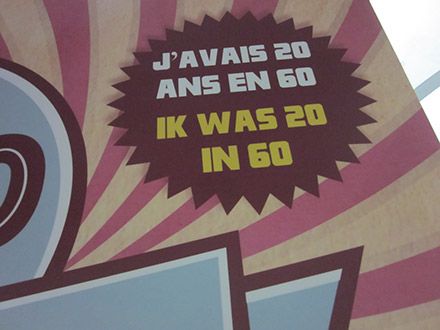 J'AVAIS 20
ANS EN 60
IK WAS 20
IN 60